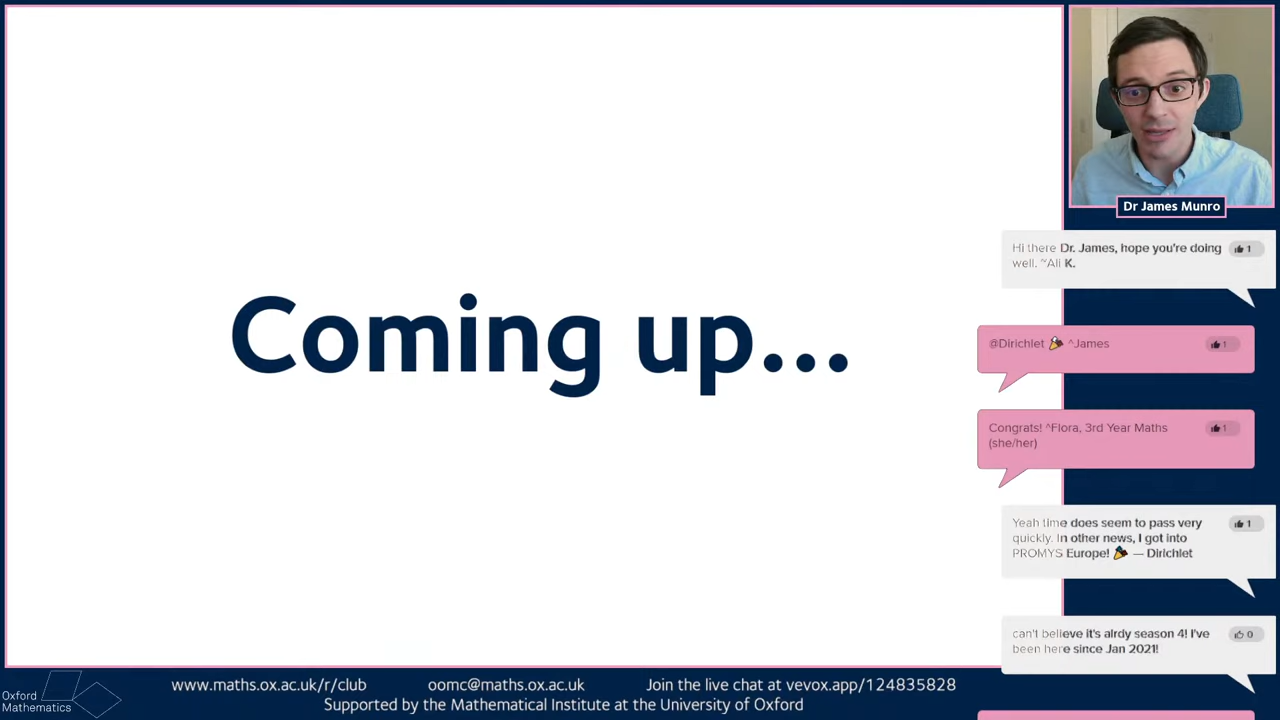 Coming up...
Dr James Munro
Hi there Dr. James, hope you're doing
well. ~Ali K.
1
@Dirichlet 🎉 ^James
1
Congrats! ^Flora, 3rd Year Maths
(she/her)
1
Yeah time does seem to pass very
quickly. In other news, I got into
PROMYS Europe! 🎉 — Dirichlet
1
can't believe it's alrdy season 4! I've
been here since Jan 2021!
0
Oxford
Mathematics
www.maths.ox.ac.uk/r/club oomc@maths.ox.ac.uk Join the live chat at vevox.app/124835828
Supported by the Mathematical Institute at the University of Oxford